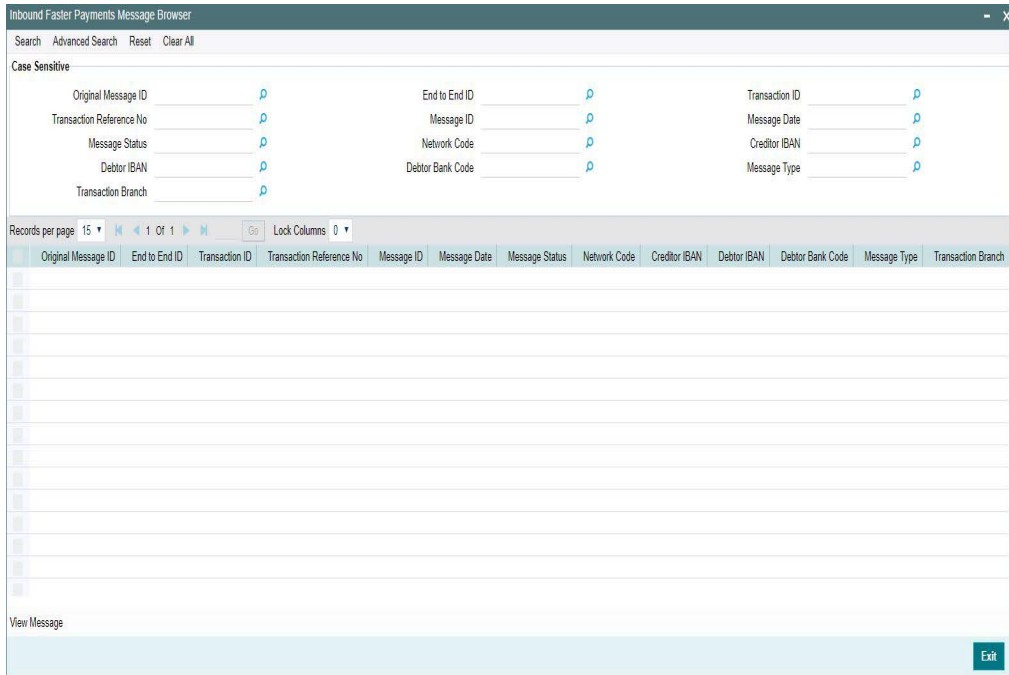 Inbound Faster Payments Message Browser - X
Search Advanced Search Reset Clear All
Case Sensitive
Original Message ID End to End ID Transaction ID
Transaction Reference No Message ID Message Date
Message Status Network Code Creditor IBAN
Debtor IBAN Debtor Bank Code Message Type
Transaction Branch
Records per page 15 1 Of 1 Go Lock Columns 0
Original Message ID End to End ID Transaction ID Transaction Reference No Message ID Message Date Message Status Network Code Creditor IBAN Debtor IBAN Debtor Bank Code Message Type Transaction Branch
View Message
Exit